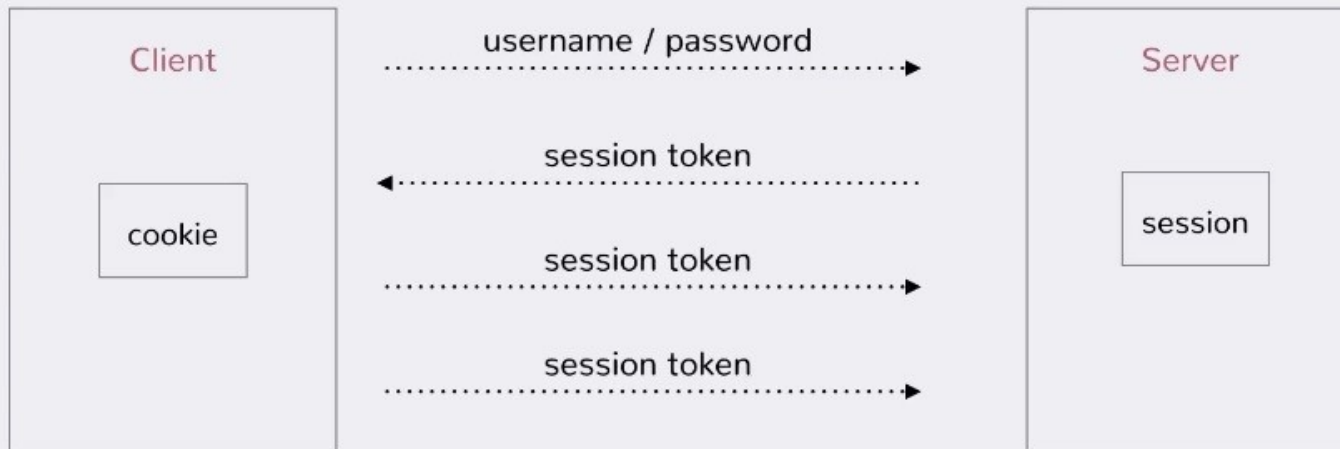 Client
username / password
Server
session token
cookie
session
session token
session token